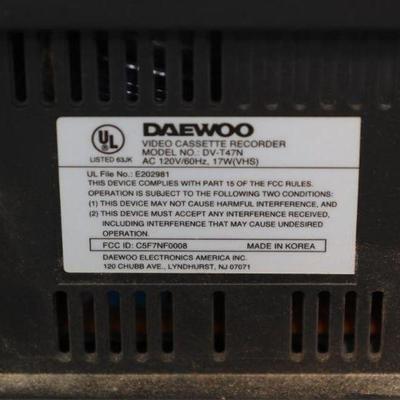 UL
LISTED 63JK
DAEWOO
VIDEO CASSETTE RECORDER
MODEL NO.: DV-T47N
AC 120V/60Hz, 17W(VHS)
UL File No.: E202981
THIS DEVICE COMPLIES WITH PART 15 OF THE FCC RULES.
OPERATION IS SUBJECT TO THE FOLLOWING TWO CONDITIONS:
(1) THIS DEVICE MAY NOT CAUSE HARMFUL INTERFERENCE, AND
(2) THIS DEVICE MUST ACCEPT ANY INTERFERENCE RECEIVED,
INCLUDING INTERFERENCE THAT MAY CAUSE UNDESIRED
OPERATION.
FCC ID: C5F7NF0008 MADE IN KOREA
DAEWOO ELECTRONICS AMERICA INC.
120 CHUBB AVE., LYNDHURST, NJ 07071